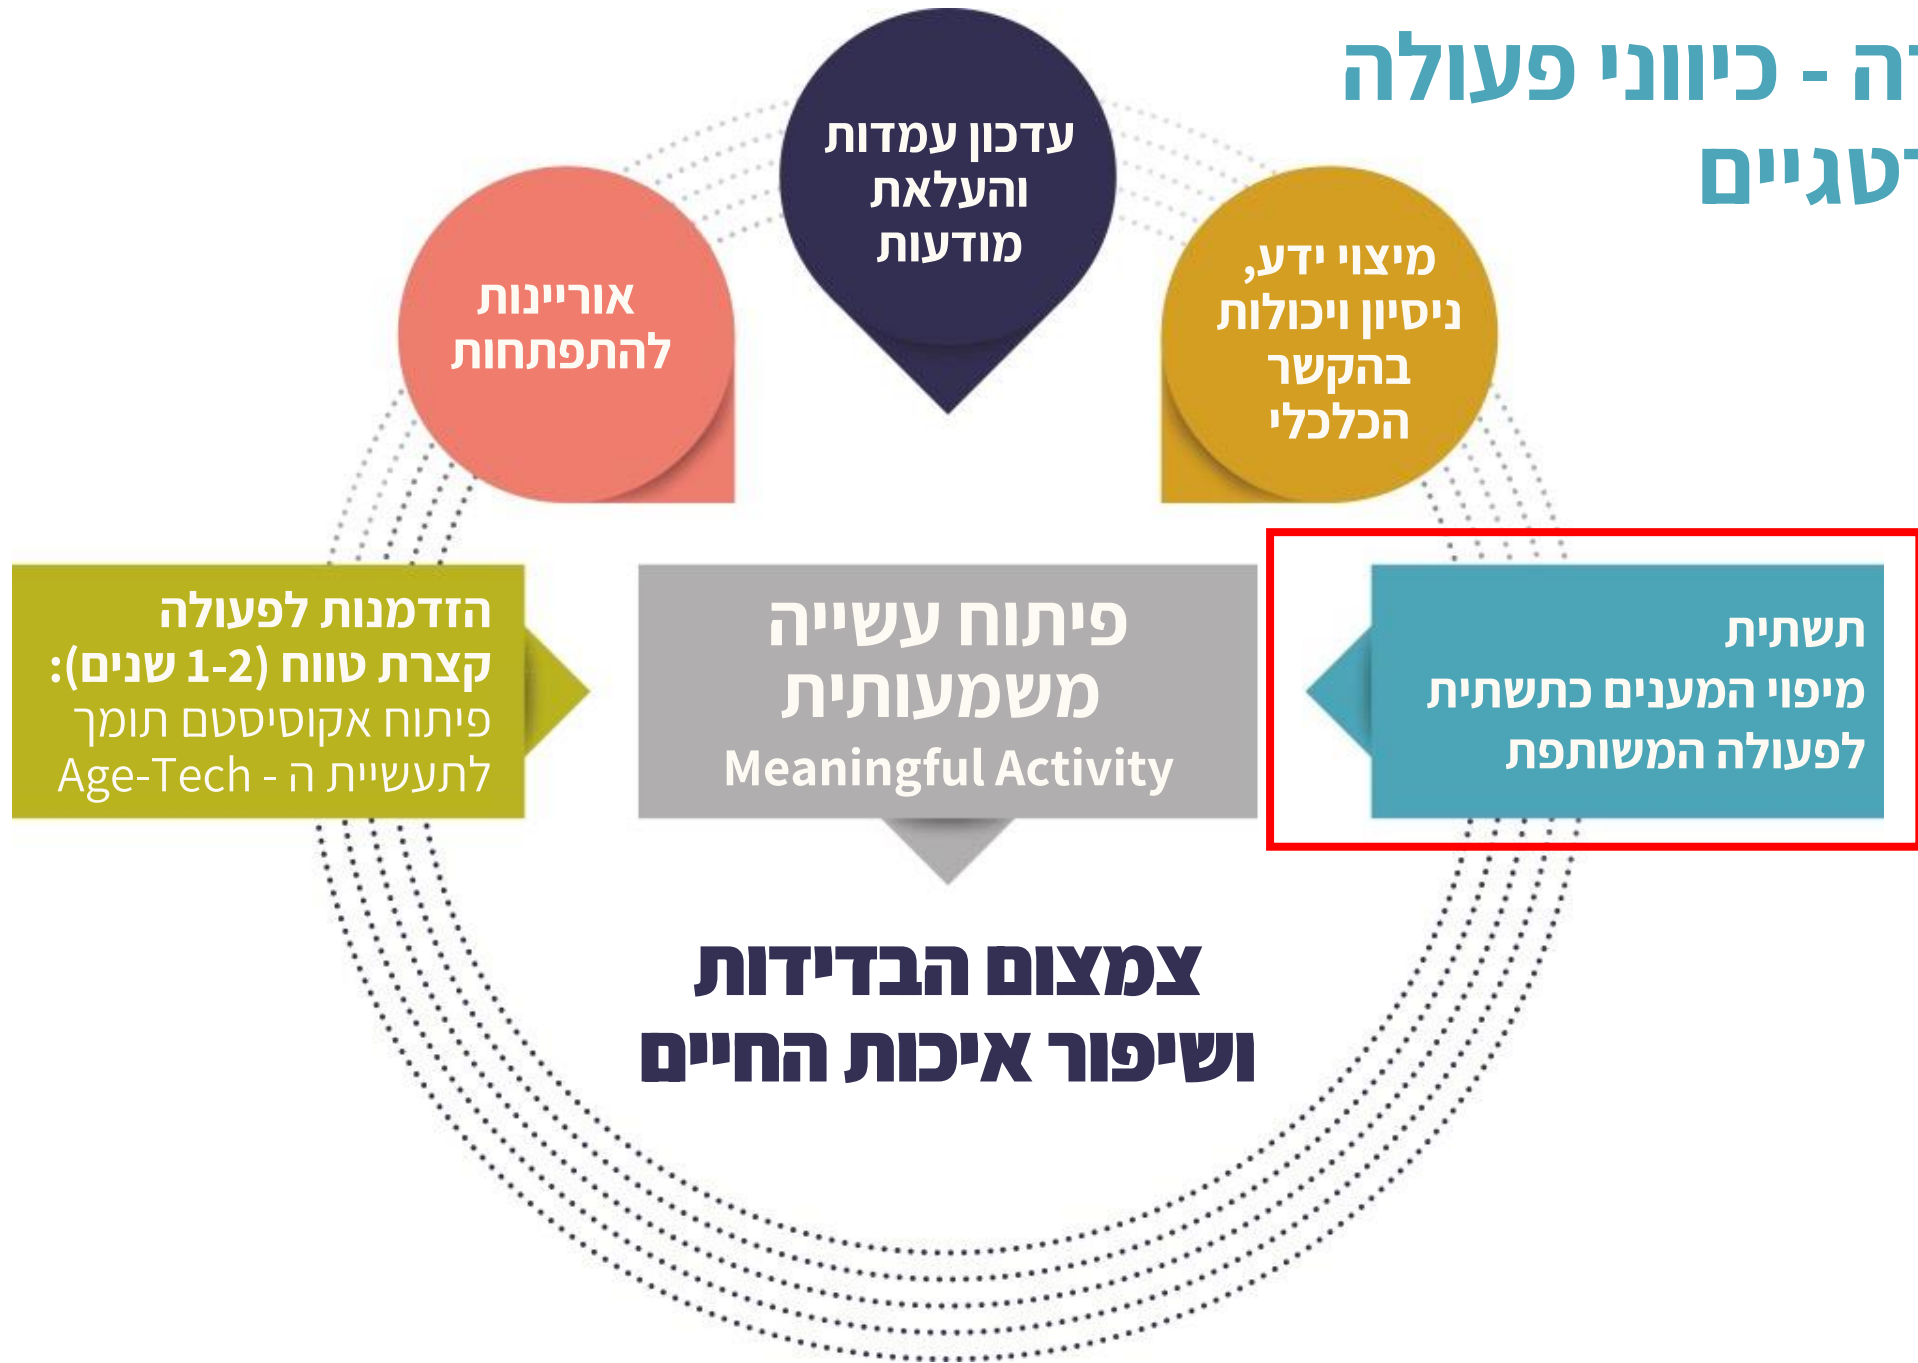 - כיווני פעולה
עדכון עמדות
והעלאת
מודעות
מיצוי ידע,
ניסיון ויכולות
בהקשר
הכלכלי
אוריינות
להתפתחות
תשתית
מיפוי המענים כתשתית
לפעולה המשותפת
פיתוח עשייה
משמעותית
Meaningful Activity
הזדמנות לפעולה
קצרת טווח (1-2 שנים):
פיתוח אקוסיסטם תומך
לתעשיית ה - Age-Tech
צמצום הבדידות
ושיפור איכות החיים